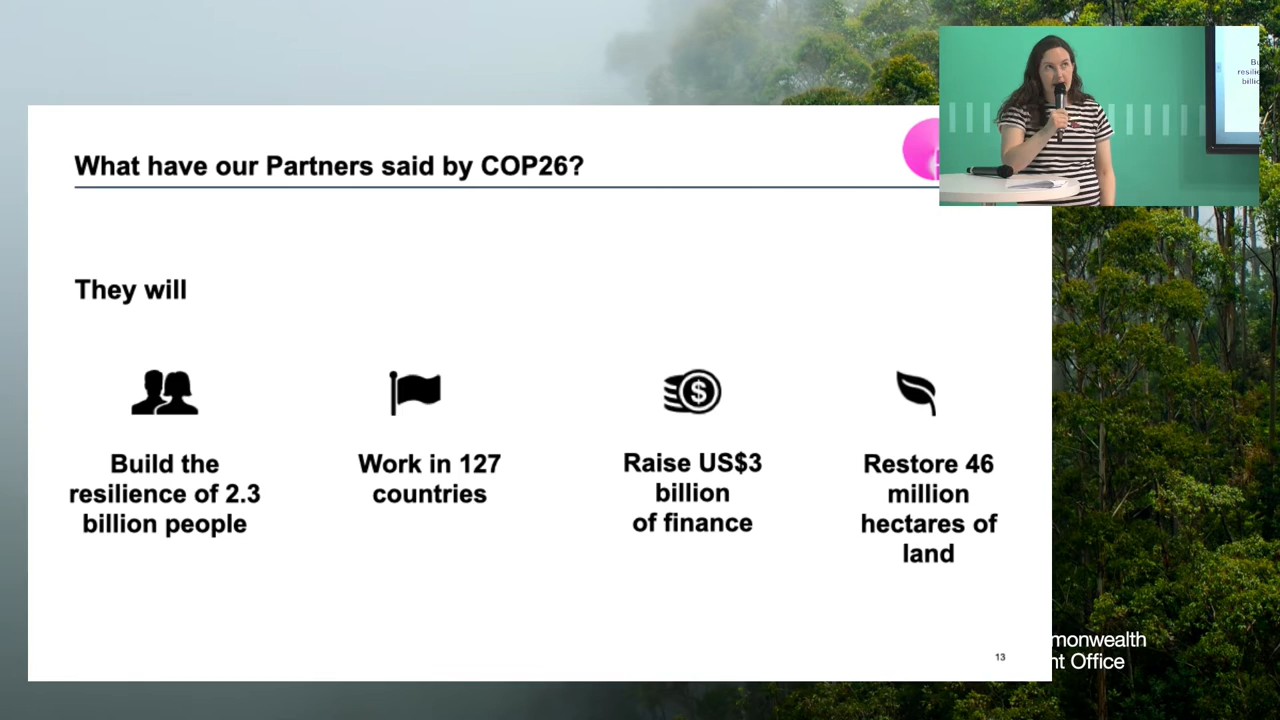 What have our Partners said by COP26?
They will
Build the
resilience of 2.3
billion people
Work in 127
countries
Raise US$3
billion
of finance
Restore 46
million
hectares of
land
13
monwealth
nt Office